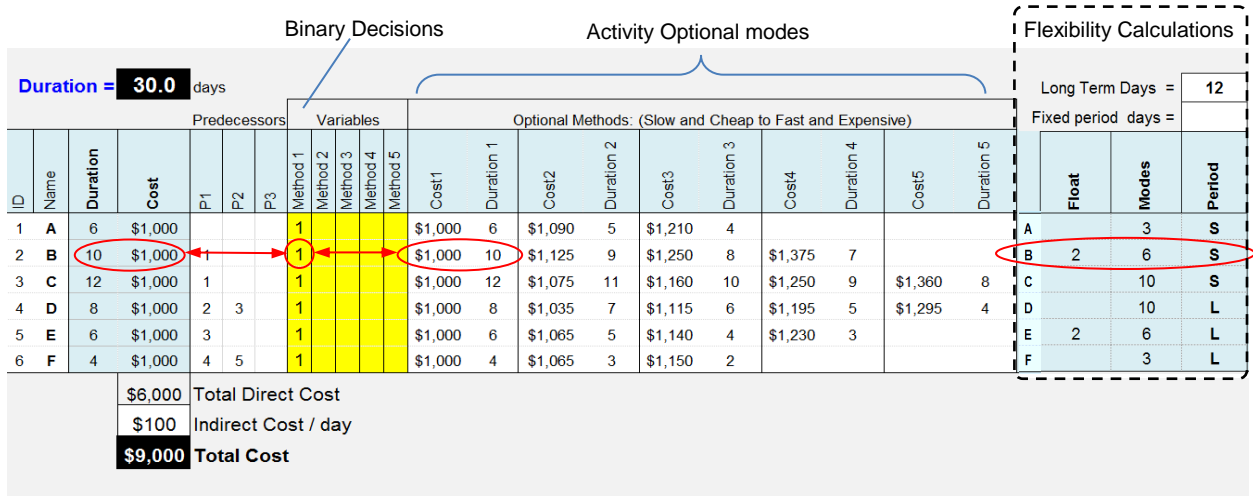 Binary Decisions
Activity Optional modes
Flexibility Calculations
Duration = 30.0 days
Long Term Days = 12
Predecessors Variables Optional Methods: (Slow and Cheap to Fast and Expensive) Fixed period days =
ID Name Duration Cost P1 P2 P3 Method 1 Method 2 Method 3 Method 4 Method 5 Cost1 Duration 1 Cost2 Duration 2 Cost3 Duration 3 Cost4 Duration 4 Cost5 Duration 5 Float Modes Period
1 A 6 $1,000 1 $1,000 6 $1,090 5 $1,210 4 A 3 S
2 B 10 $1,000 1 1 $1,000 10 $1,125 9 $1,250 8 $1,375 7 B 2 6 S
3 C 12 $1,000 1 1 $1,000 12 $1,075 11 $1,160 10 $1,250 9 $1,360 8 C 10 S
4 D 8 $1,000 2 3 1 $1,000 8 $1,035 7 $1,115 6 $1,195 5 $1,295 4 D 10 L
5 E 6 $1,000 3 1 $1,000 6 $1,065 5 $1,140 4 $1,230 3 E 2 6 L
6 F 4 $1,000 4 5 1 $1,000 4 $1,065 3 $1,150 2 F 3 L
$6,000 Total Direct Cost
$100 Indirect Cost / day
$9,000 Total Cost